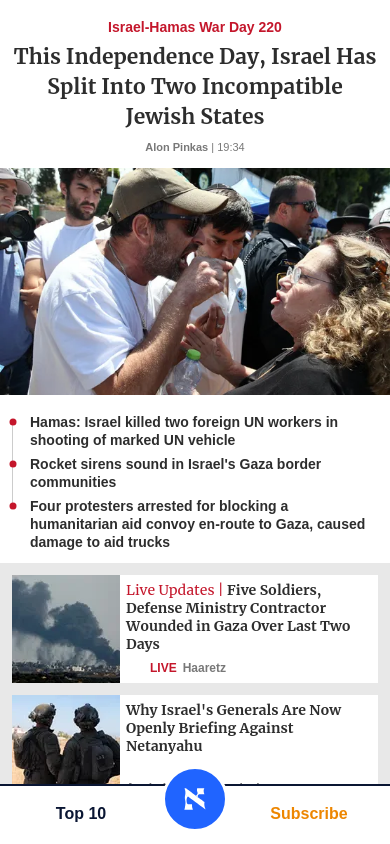 Israel-Hamas War Day 220
This Independence Day, Israel Has
Split Into Two Incompatible
Jewish States
Alon Pinkas | 19:34
Hamas: Israel killed two foreign UN workers in
shooting of marked UN vehicle
Rocket sirens sound in Israel's Gaza border
communities
Four protesters arrested for blocking a
humanitarian aid convoy en-route to Gaza, caused
damage to aid trucks
Live Updates | Five Soldiers,
Defense Ministry Contractor
Wounded in Gaza Over Last Two
Days
LIVE Haaretz
Why Israel's Generals Are Now
Openly Briefing Against
Netanyahu
Top 10
Subscribe